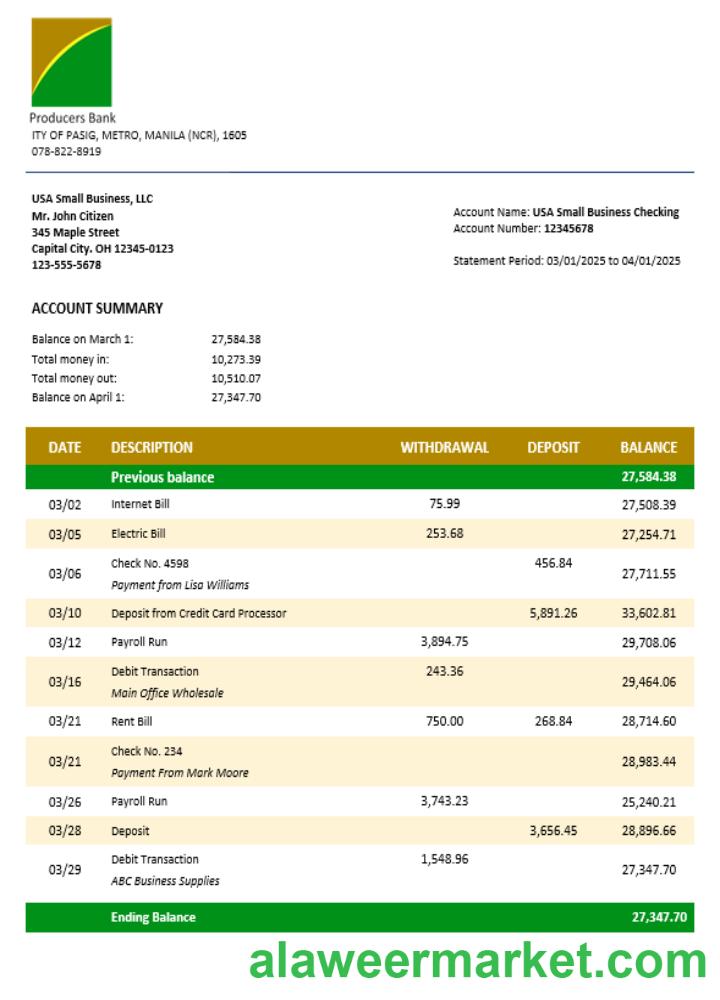 Producers Bank
ITY OF PASIG, METRO, MANILA (NCR), 1605
078-822-8919
USA Small Business, LLC
Mr. John Citizen
345 Maple Street
Capital City. OH 12345-0123
123-555-5678
Account Name: USA Small Business Checking
Account Number: 12345678
Statement Period: 03/01/2025 to 04/01/2025
ACCOUNT SUMMARY
Balance on March 1: 27,584.38
Total money in: 10,273.39
Total money out: 10,510.07
Balance on April 1: 27,347.70
DATE DESCRIPTION WITHDRAWAL DEPOSIT BALANCE
Previous balance 27,584.38
03/02 Internet Bill 75.99 27,508.39
03/05 Electric Bill 253.68 27,254.71
03/06 Check No. 4598 456.84 27,711.55
Payment from Lisa Williams
03/10 Deposit from Credit Card Processor 5,891.26 33,602.81
03/12 Payroll Run 3,894.75 29,708.06
03/16 Debit Transaction 243.36 29,464.06
Main Office Wholesale
03/21 Rent Bill 750.00 268.84 28,714.60
03/21 Check No. 234 28,983.44
Payment From Mark Moore
03/26 Payroll Run 3,743.23 25,240.21
03/28 Deposit 3,656.45 28,896.66
03/29 Debit Transaction 1,548.96 27,347.70
ABC Business Supplies
Ending Balance 27,347.70
alaweermarket.com